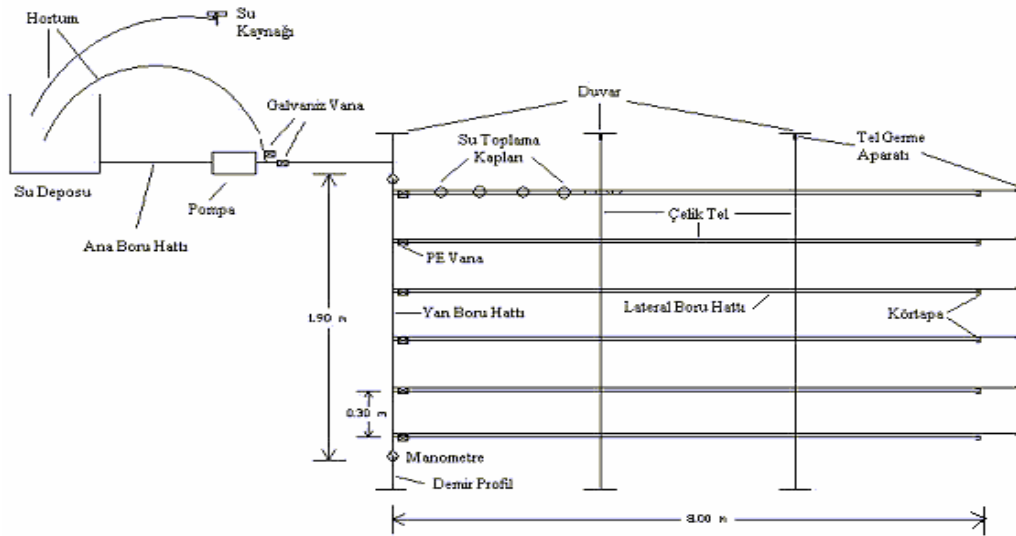 Hortum
Su
Kaynağı
Duvar
Galvaniz Vana
Su Toplama
Kapları
Tel Germe
Aparatı
Su Deposu
Pompa
Çelik Tel
Ana Boru Hattı
PE Vana
1.90 m
Yan Boru Hattı
Lateral Boru Hattı
Körtapa
0.30 m
Manometre
Demir Profil
8.00 m